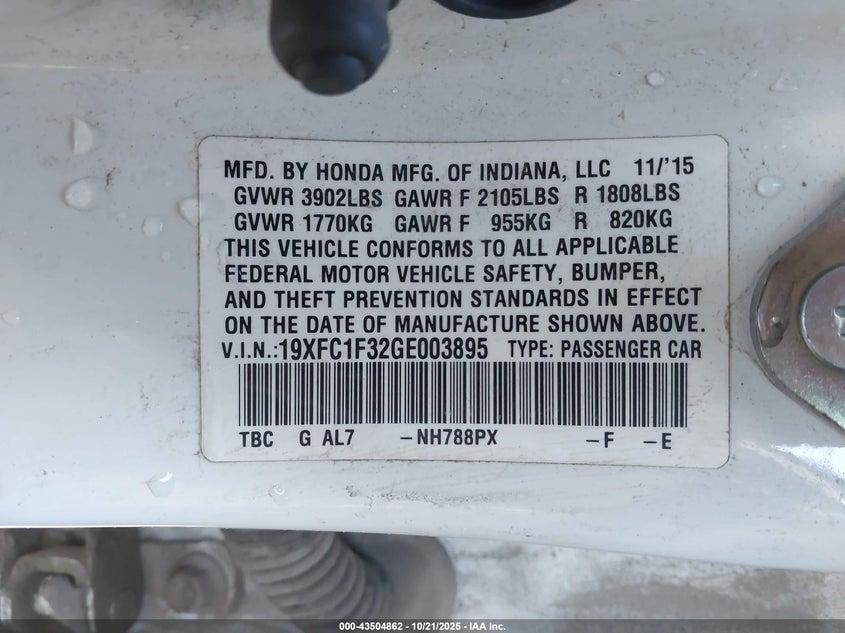 MFD. BY HONDA MFG. OF INDIANA, LLC 11/'15
GVWR 3902LBS GAWR F 2105LBS R 1808LBS
GVWR 1770KG GAWR F 955KG R 820KG
THIS VEHICLE CONFORMS TO ALL APPLICABLE
FEDERAL MOTOR VEHICLE SAFETY, BUMPER,
AND THEFT PREVENTION STANDARDS IN EFFECT
ON THE DATE OF MANUFACTURE SHOWN ABOVE.
V.I.N.:19XFC1F32GE003895 TYPE: PASSENGER CAR
TBC G AL7 -NH788PX -F -E
000-43504862 - 10/21/2025 - IAA Inc.